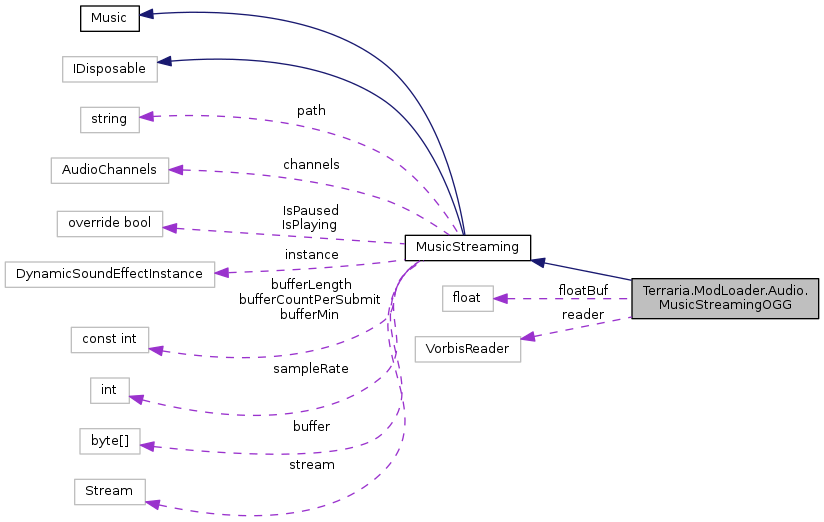 Music
IDisposable
string
path
AudioChannels
channels
override bool
IsPaused
IsPlaying
MusicStreaming
DynamicSoundEffectInstance
instance
bufferLength
bufferCountPerSubmit
bufferMin
float
floatBuf
Terraria.ModLoader.Audio.
MusicStreamingOGG
reader
const int
VorbisReader
sampleRate
int
buffer
byte[]
stream
Stream